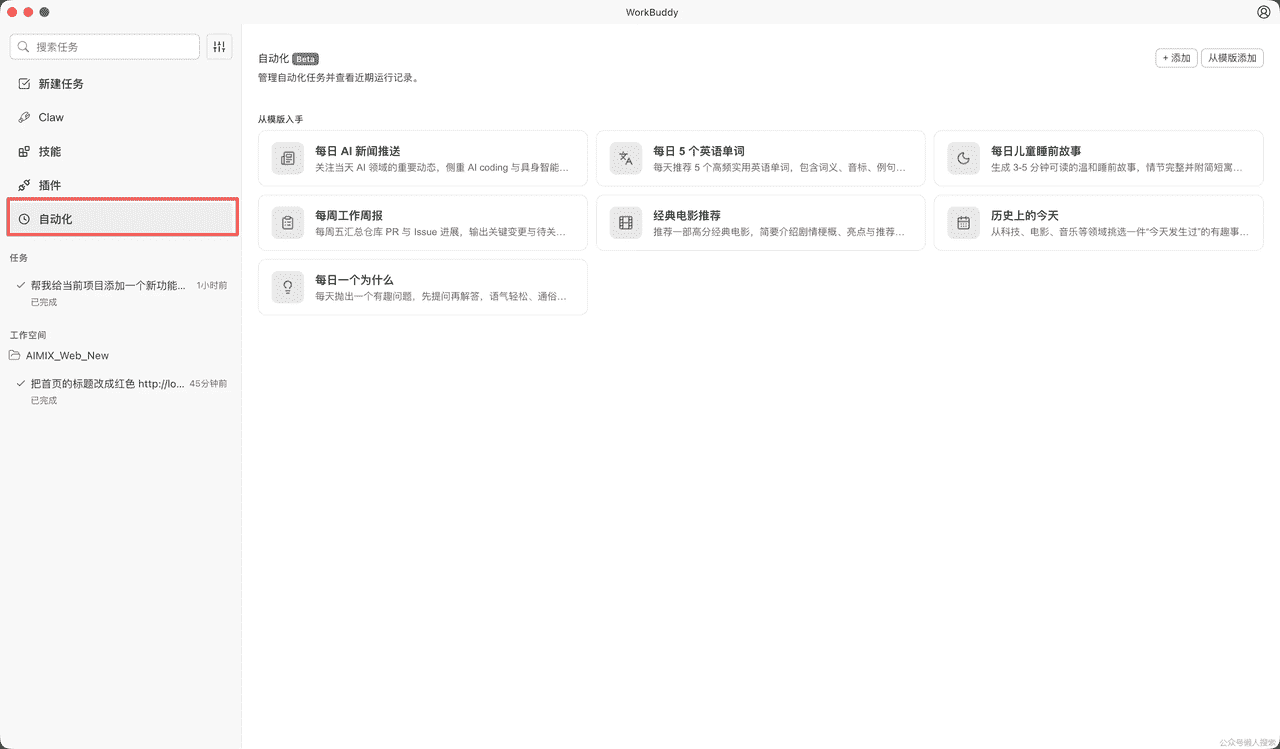 WorkBuddy
搜索任务
新建任务
Claw
技能
插件
自动化
任务
帮我给当前项目添加一个新功能... 1小时前
已完成
工作空间
AIMIX_Web_New
把首页的标题改成红色 http://lo... 45分钟前
已完成
自动化 Beta
管理自动化任务并查看近期运行记录。
+ 添加
从模版添加
从模版入手
每日 AI 新闻推送
关注当天 AI 领域的重要动态，侧重 AI coding 与具身智能...
每日 5 个英语单词
每天推荐 5 个高频实用英语单词，包含词义、音标、例句...
每日儿童睡前故事
生成 3-5 分钟可读的温和睡前故事，情节完整并附简短寓...
每周工作周报
每周五汇总仓库 PR 与 Issue 进展，输出关键变更与待关...
经典电影推荐
推荐一部高分经典电影，简要介绍剧情梗概、亮点与推荐...
历史上的今天
从科技、电影、音乐等领域挑选一件“今天发生过”的有趣事...
每日一个为什么
每天抛出一个有趣问题，先提问再解答，语气轻松、通俗...
公众号懒人搜索